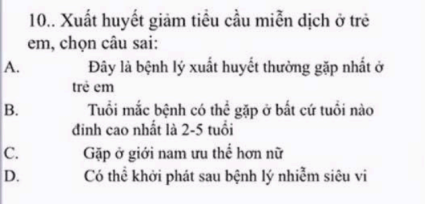 10.. Xuất huyết giảm tiểu cầu miễn dịch ở trẻ
em, chọn câu sai:
A. Đây là bệnh lý xuất huyết thường gặp nhất ở
trẻ em
B. Tuổi mắc bệnh có thể gặp ở bất cứ tuổi nào
đỉnh cao nhất là 2-5 tuổi
C. Gặp ở giới nam ưu thế hơn nữ
D. Có thể khởi phát sau bệnh lý nhiễm siêu vi